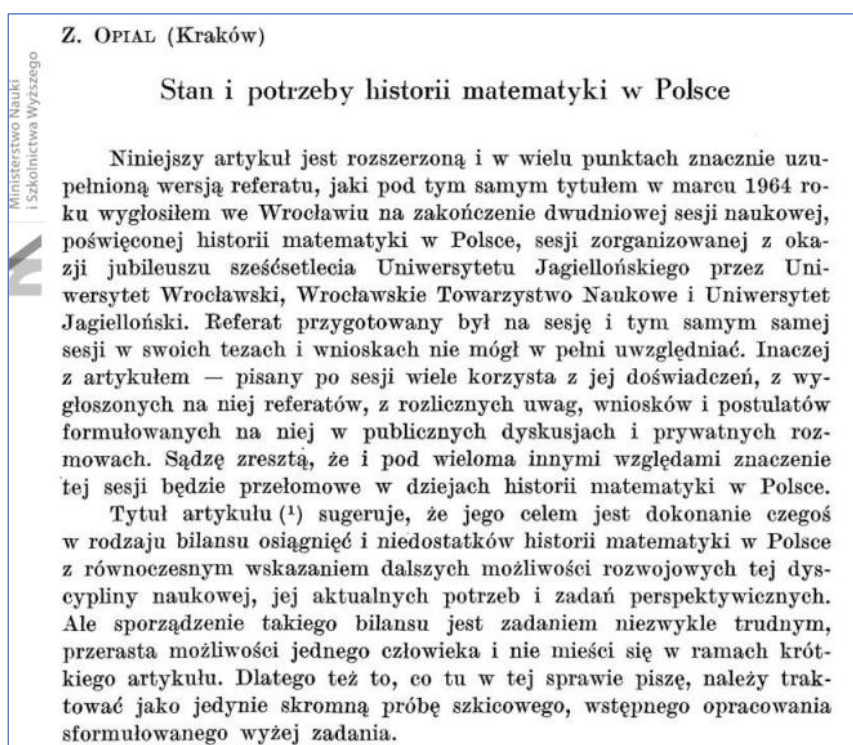 Z. OPIAL (Kraków)
Stan i potrzeby historii matematyki w Polsce
Ministerstwo Nauki
i Szkolnictwa Wyższego
Niniejszy artykuł jest rozszerzoną i w wielu punktach znacznie uzu-
pełnioną wersją referatu, jaki pod tym samym tytułem w marcu 1964 ro-
ku wygłosiłem we Wrocławiu na zakończenie dwudniowej sesji naukowej,
poświęconej historii matematyki w Polsce, sesji zorganizowanej z oka-
zji jubileuszu sześćsetlecia Uniwersytetu Jagiellońskiego przez Uni-
wersytet Wrocławski, Wrocławskie Towarzystwo Naukowe i Uniwersytet
Jagielloński. Referat przygotowany był na sesję i tym samym samej
sesji w swoich tezach i wnioskach nie mógł w pełni uwzględniać. Inaczej
z artykułem — pisany po sesji wiele korzysta z jej doświadczeń, z wy-
głoszonych na niej referatów, z rozlicznych uwag, wniosków i postulatów
formułowanych na niej w publicznych dyskusjach i prywatnych roz-
mowach. Sądzę zresztą, że i pod wieloma innymi względami znaczenie
tej sesji będzie przełomowe w dziejach historii matematyki w Polsce.
Tytuł artykułu (¹) sugeruje, że jego celem jest dokonanie czegoś
w rodzaju bilansu osiągnięć i niedostatków historii matematyki w Polsce
z równoczesnym wskazaniem dalszych możliwości rozwojowych tej dys-
cypliny naukowej, jej aktualnych potrzeb i zadań perspektywicznych.
Ale sporządzenie takiego bilansu jest zadaniem niezwykle trudnym,
przerasta możliwości jednego człowieka i nie mieści się w ramach krót-
kiego artykułu. Dlatego też to, co tu w tej sprawie piszę, należy trak-
tować jako jedynie skromną próbę szkicowego, wstępnego opracowania
sformułowanego wyżej zadania.